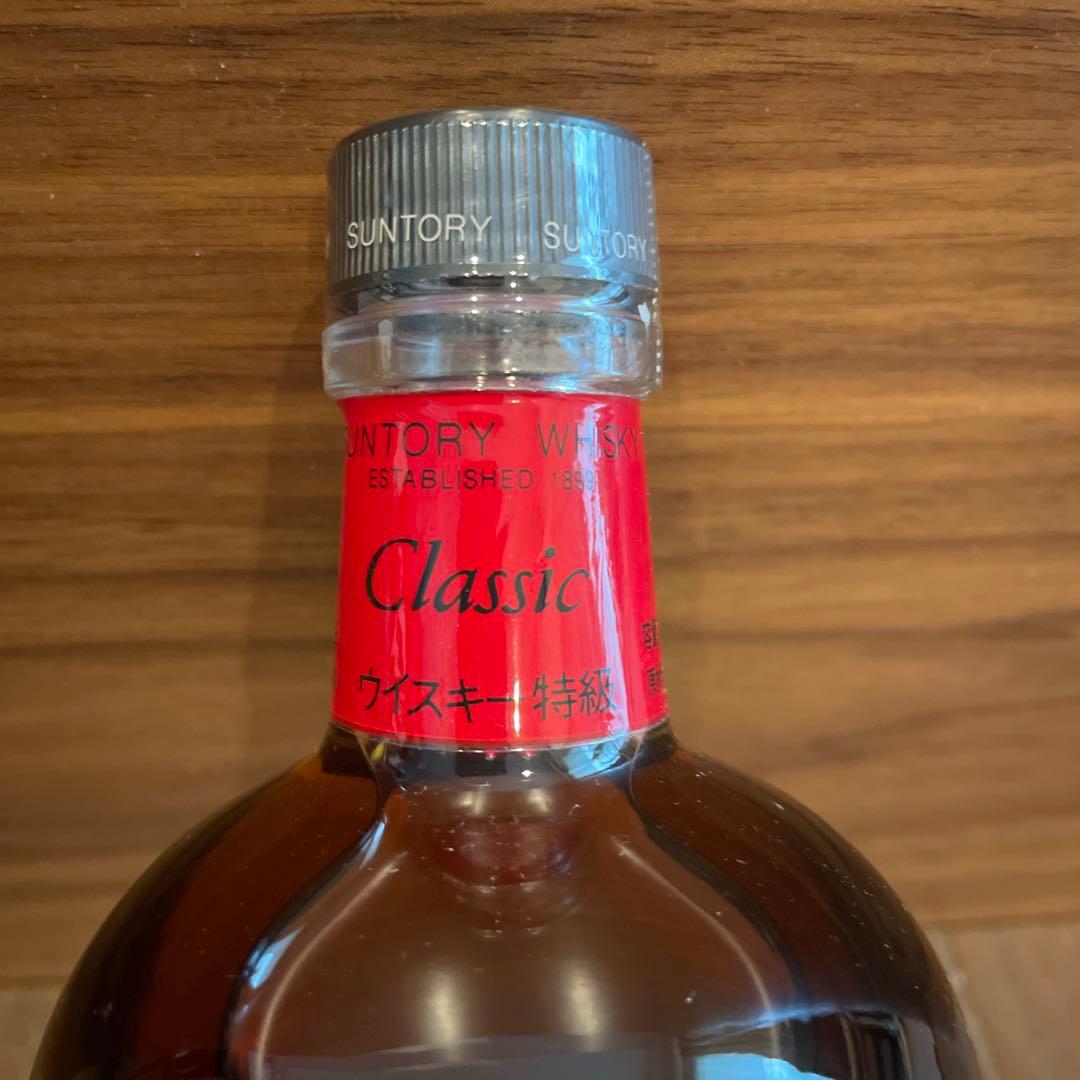 SUNTORY SUNTORY
SUNTORY WHISKY
ESTABLISHED 1899
Classic
ウイスキー特級